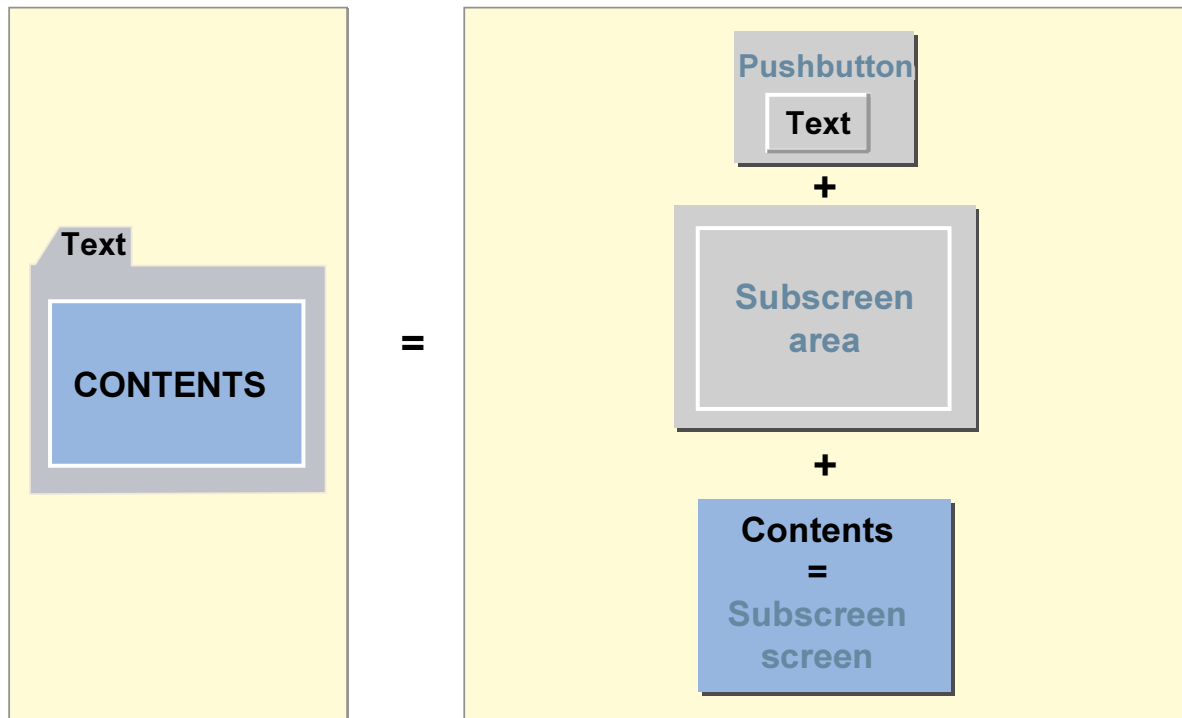 Text
CONTENTS
=
Pushbutton
Text
+
Subscreen
area
+
Contents
=
Subscreen
screen